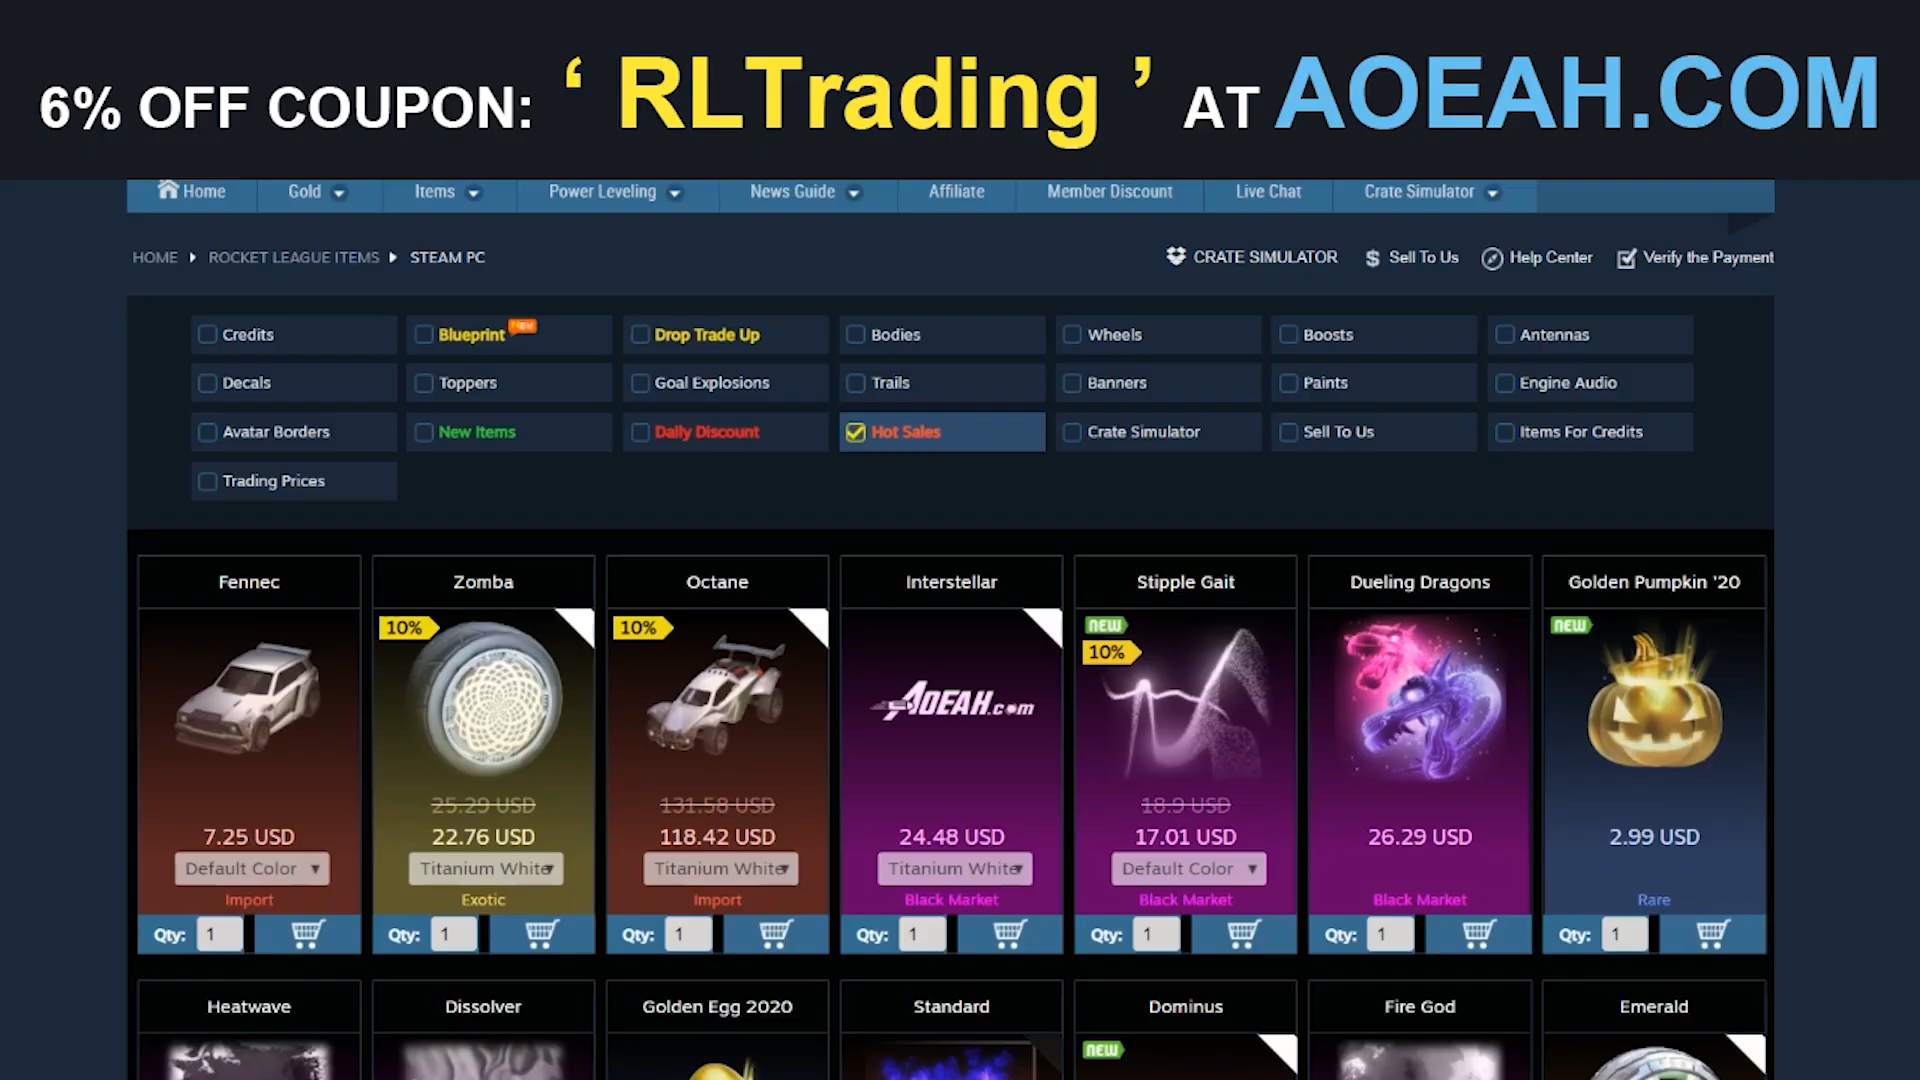 6% OFF COUPON: ‘ RLTrading ’ AT AOEAH.COM
Home Gold Items Power Leveling News Guide Affiliate Member Discount Live Chat Crate Simulator
HOME ROCKET LEAGUE ITEMS STEAM PC CRATE SIMULATOR Sell To Us Help Center Verify the Payment
Credits Blueprint New Drop Trade Up Bodies Wheels Boosts Antennas
Decals Toppers Goal Explosions Trails Banners Paints Engine Audio
Avatar Borders New Items Daily Discount Hot Sales Crate Simulator Sell To Us Items For Credits
Trading Prices
Fennec Zomba Octane Interstellar Stipple Gait Dueling Dragons Golden Pumpkin '20
10% 10% NEW NEW
10%
AOEAH.com
25.29 USD 131.58 USD 18.9 USD
7.25 USD 22.76 USD 118.42 USD 24.48 USD 17.01 USD 26.29 USD 2.99 USD
Default Color Titanium White Titanium White Titanium White Default Color
Import Exotic Import Black Market Black Market Black Market Rare
Qty: 1 Qty: 1 Qty: 1 Qty: 1 Qty: 1 Qty: 1 Qty: 1
Heatwave Dissolver Golden Egg 2020 Standard Dominus Fire God Emerald
NEW